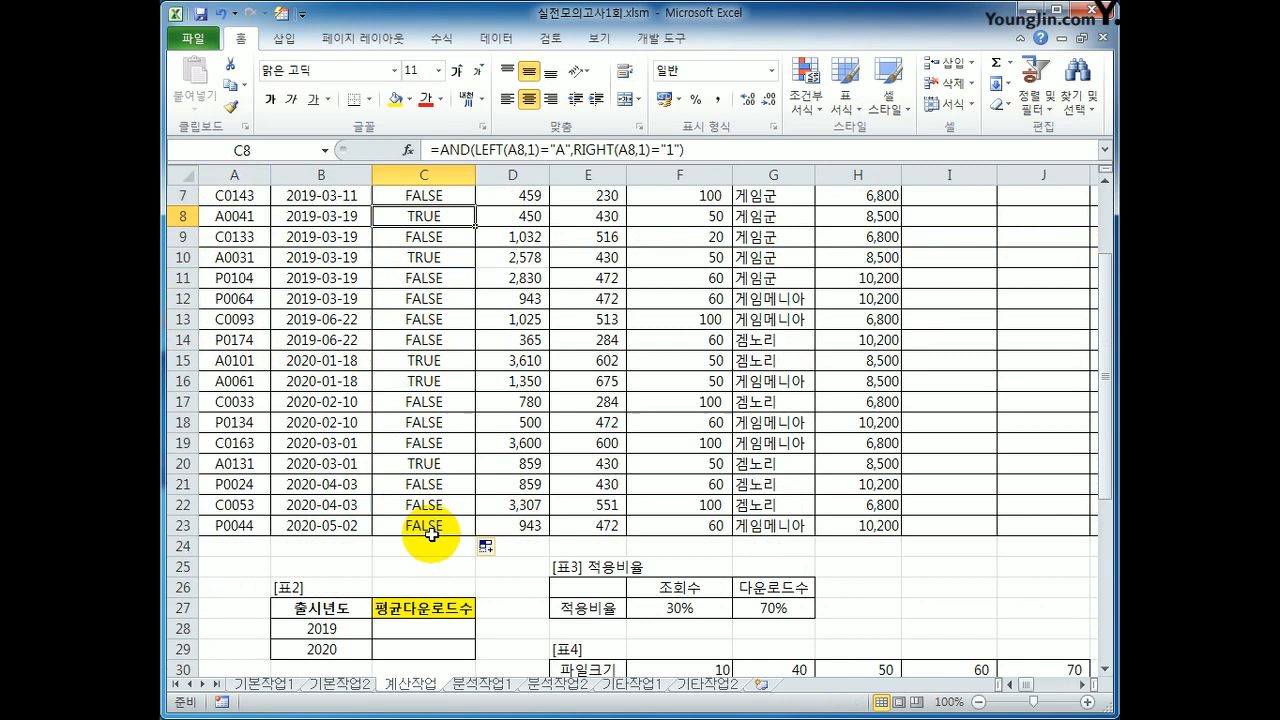 실전모의고사1회.xlsm - Microsoft Excel
YoungJin.com Y.
파일 홈 삽입 페이지 레이아웃 수식 데이터 검토 보기 개발 도구
붙여넣기 맑은 고딕 11 가 가 일반 조건부 서식 표 서식 셀 스타일 삽입 삭제 서식 정렬 및 필터 찾기 및 선택
가 가 가 가 내천 %
클립보드 글꼴 맞춤 표시 형식 스타일 셀 편집
C8 fx =AND(LEFT(A8,1)="A",RIGHT(A8,1)="1")
A B C D E F G H I J
7 C0143 2019-03-11 FALSE 459 230 100 게임군 6,800
8 A0041 2019-03-19 TRUE 450 430 50 게임군 8,500
9 C0133 2019-03-19 FALSE 1,032 516 20 게임군 6,800
10 A0031 2019-03-19 TRUE 2,578 430 50 게임군 8,500
11 P0104 2019-03-19 FALSE 2,830 472 60 게임군 10,200
12 P0064 2019-03-19 FALSE 943 472 60 게임메니아 10,200
13 C0093 2019-06-22 FALSE 1,025 513 100 게임메니아 6,800
14 P0174 2019-06-22 FALSE 365 284 60 겜노리 10,200
15 A0101 2020-01-18 TRUE 3,610 602 50 겜노리 8,500
16 A0061 2020-01-18 TRUE 1,350 675 50 게임메니아 8,500
17 C0033 2020-02-10 FALSE 780 284 100 겜노리 6,800
18 P0134 2020-02-10 FALSE 500 472 60 게임메니아 10,200
19 C0163 2020-03-01 FALSE 3,600 600 100 게임메니아 6,800
20 A0131 2020-03-01 TRUE 859 430 50 겜노리 8,500
21 P0024 2020-04-03 FALSE 859 430 60 겜노리 10,200
22 C0053 2020-04-03 FALSE 3,307 551 100 겜노리 6,800
23 P0044 2020-05-02 FALSE 943 472 60 게임메니아 10,200
24
25 [표3] 적용비율
26 [표2] 조회수 다운로드수
27 출시년도 평균다운로드수 적용비율 30% 70%
28 2019
29 2020 [표4]
30 파일크기 10 40 50 60 70
기본작업1 기본작업2 계산작업 분석작업1 분석작업2 기타작업1 기타작업2
준비 100%